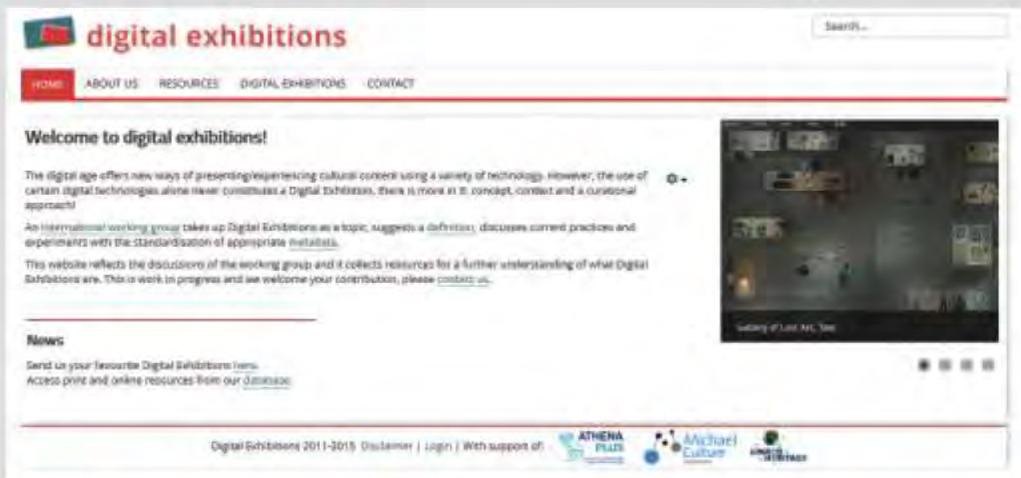 digital exhibitions
Search...
HOME ABOUT US RESOURCES DIGITAL EXHIBITIONS CONTACT
Welcome to digital exhibitions!
The digital age offers new ways of presenting/experiencing cultural content using a variety of technology. However, the use of
certain digital technologies alone never constitutes a Digital Exhibition, there is more in it: concept, context and a curational
approach!
An international working group takes up Digital Exhibitions as a topic, suggests a definition, discusses current practices and
experiments with the standardisation of appropriate metadata.
This website reflects the discussions of the working group and it collects resources for a further understanding of what Digital
Exhibitions are. This is work in progress and we welcome your contribution, please contact us.
Gallery of Lost Art, Tate
News
Send us your favourite Digital Exhibitions here.
Access print and online resources from our database
Digital Exhibitions 2011-2015 Disclaimer | Login | With support of:
ATHENA
PLUS
Michael
Culture
HERITAGE